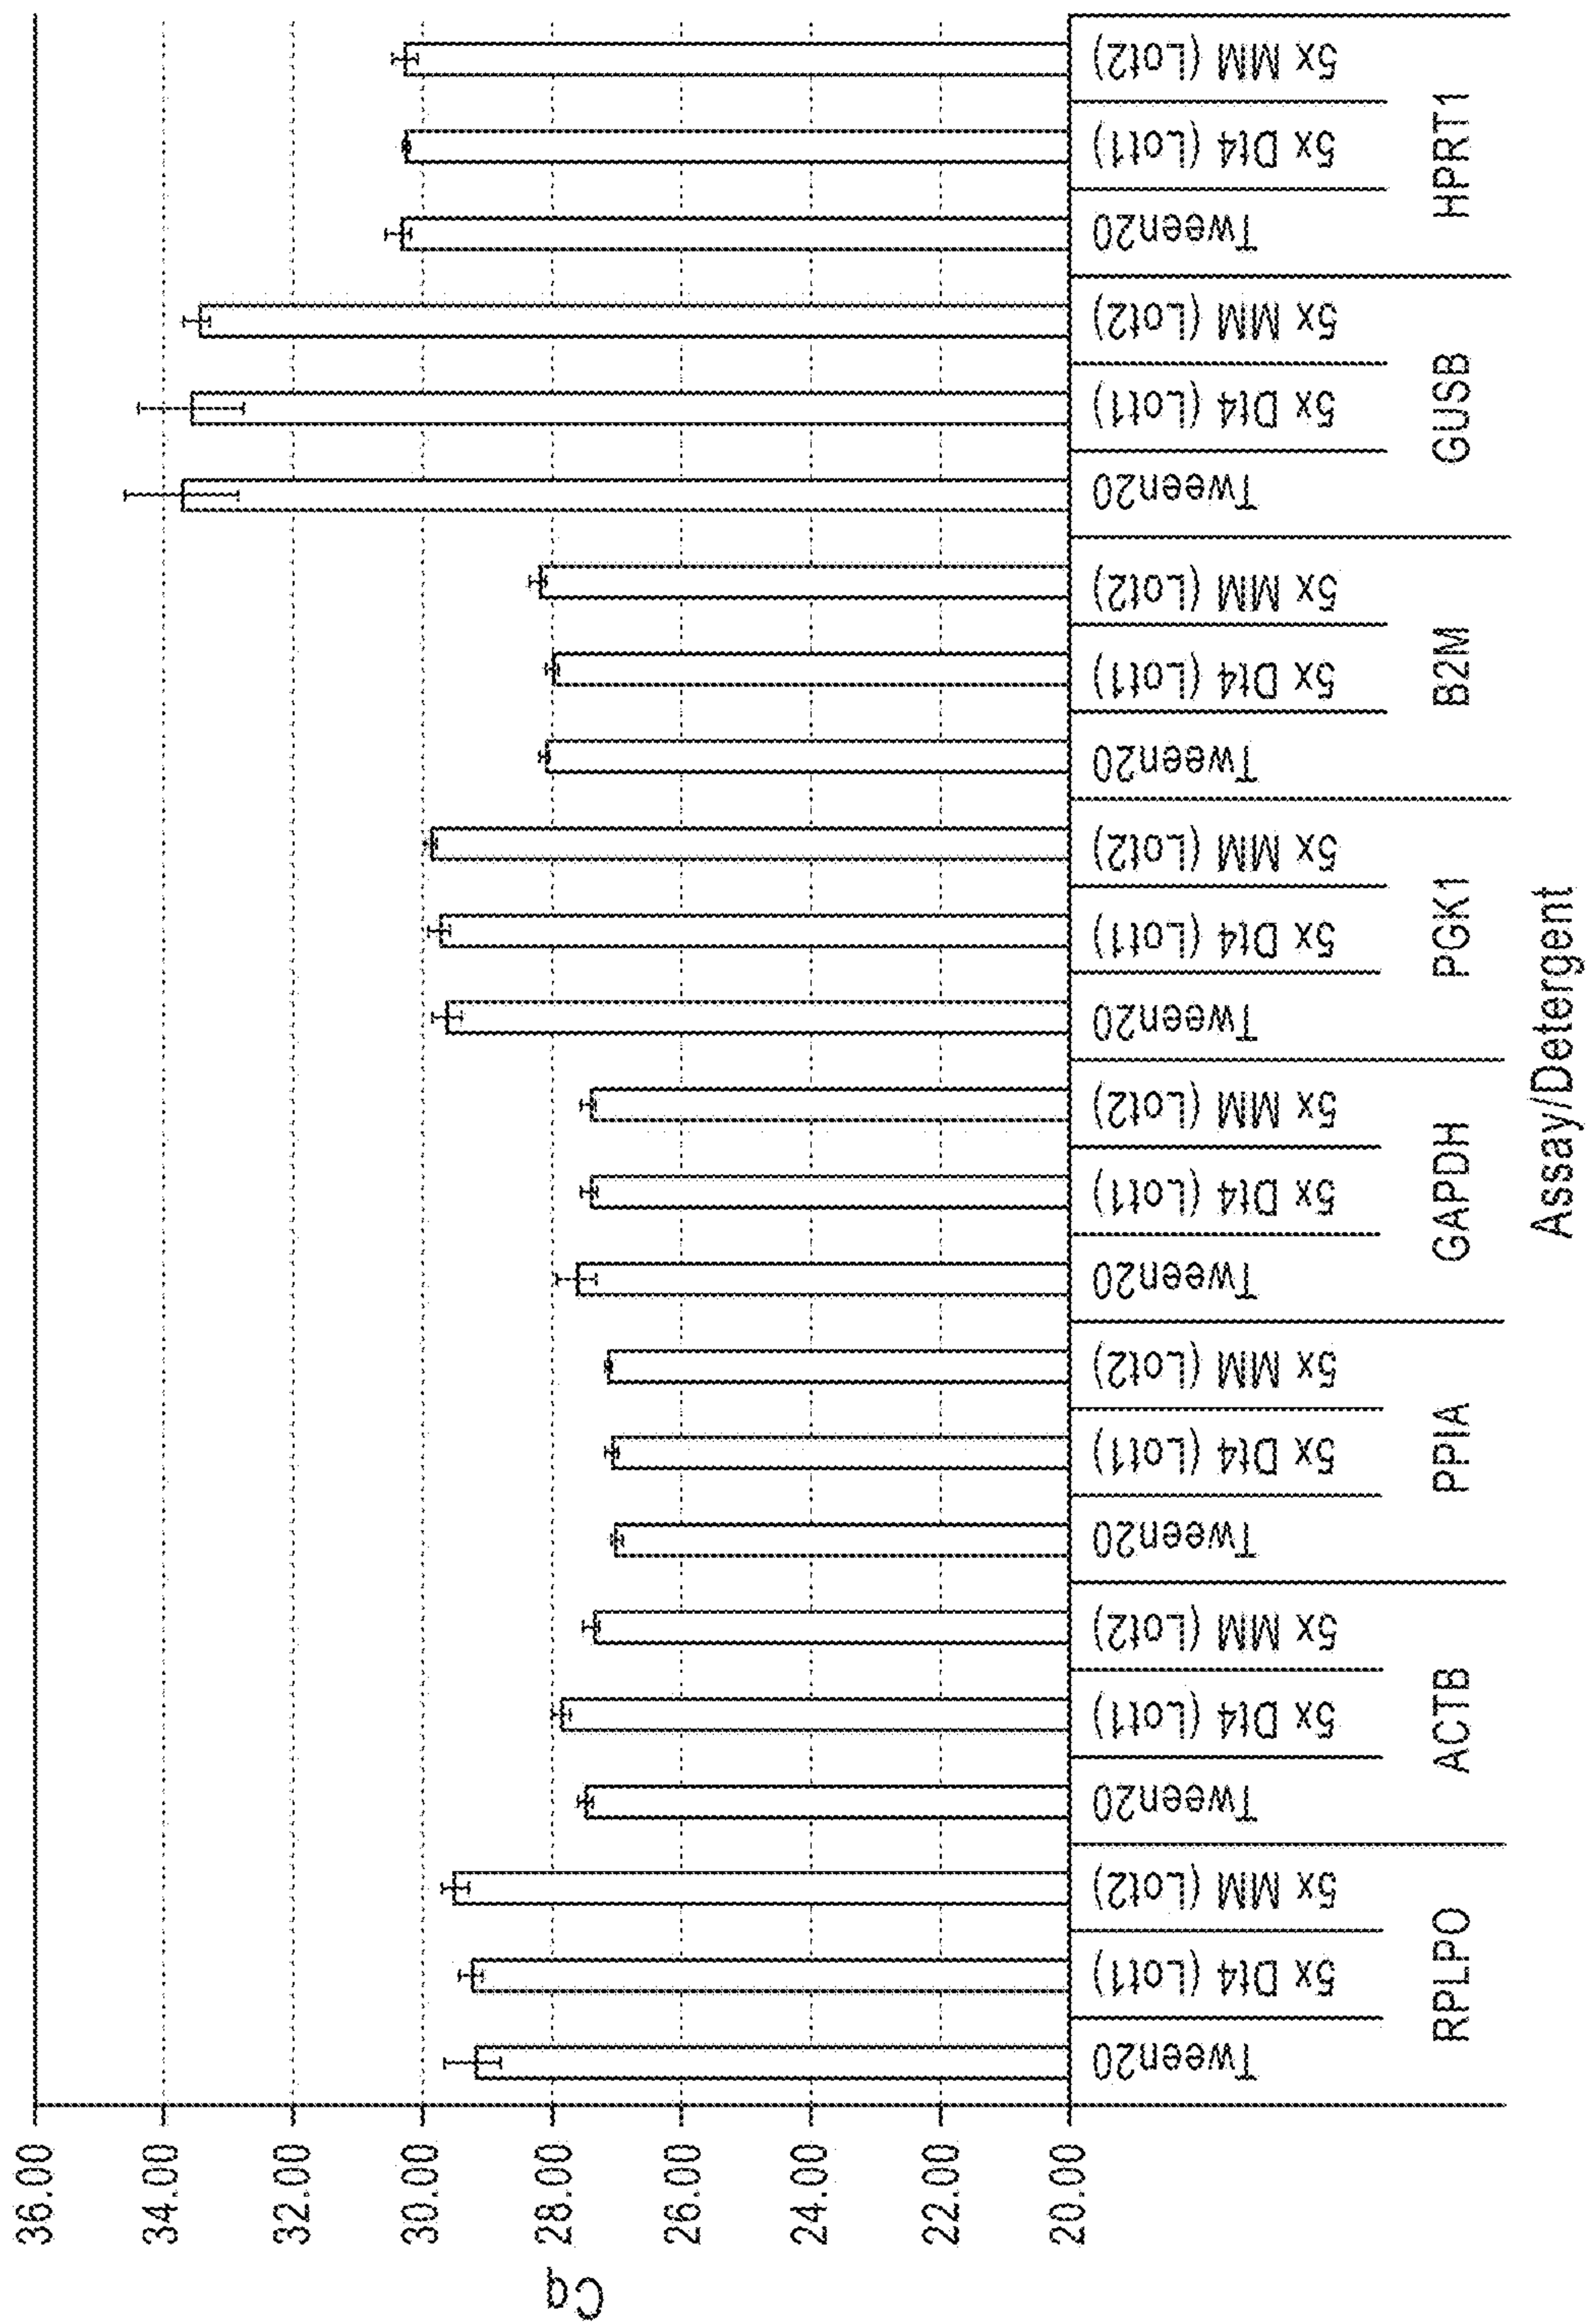 Cq
36.00
34.00
32.00
30.00
28.00
26.00
24.00
22.00
20.00
Tween20
5x Dt4 (Lot1)
5x MM (Lot2)
Tween20
5x Dt4 (Lot1)
5x MM (Lot2)
Tween20
5x Dt4 (Lot1)
5x MM (Lot2)
Tween20
5x Dt4 (Lot1)
5x MM (Lot2)
Tween20
5x Dt4 (Lot1)
5x MM (Lot2)
Tween20
5x Dt4 (Lot1)
5x MM (Lot2)
Tween20
5x Dt4 (Lot1)
5x MM (Lot2)
Tween20
5x Dt4 (Lot1)
5x MM (Lot2)
RPLPO
ACTB
PPIA
GAPDH
PGK1
B2M
GUSB
HPRT1
Assay/Detergent